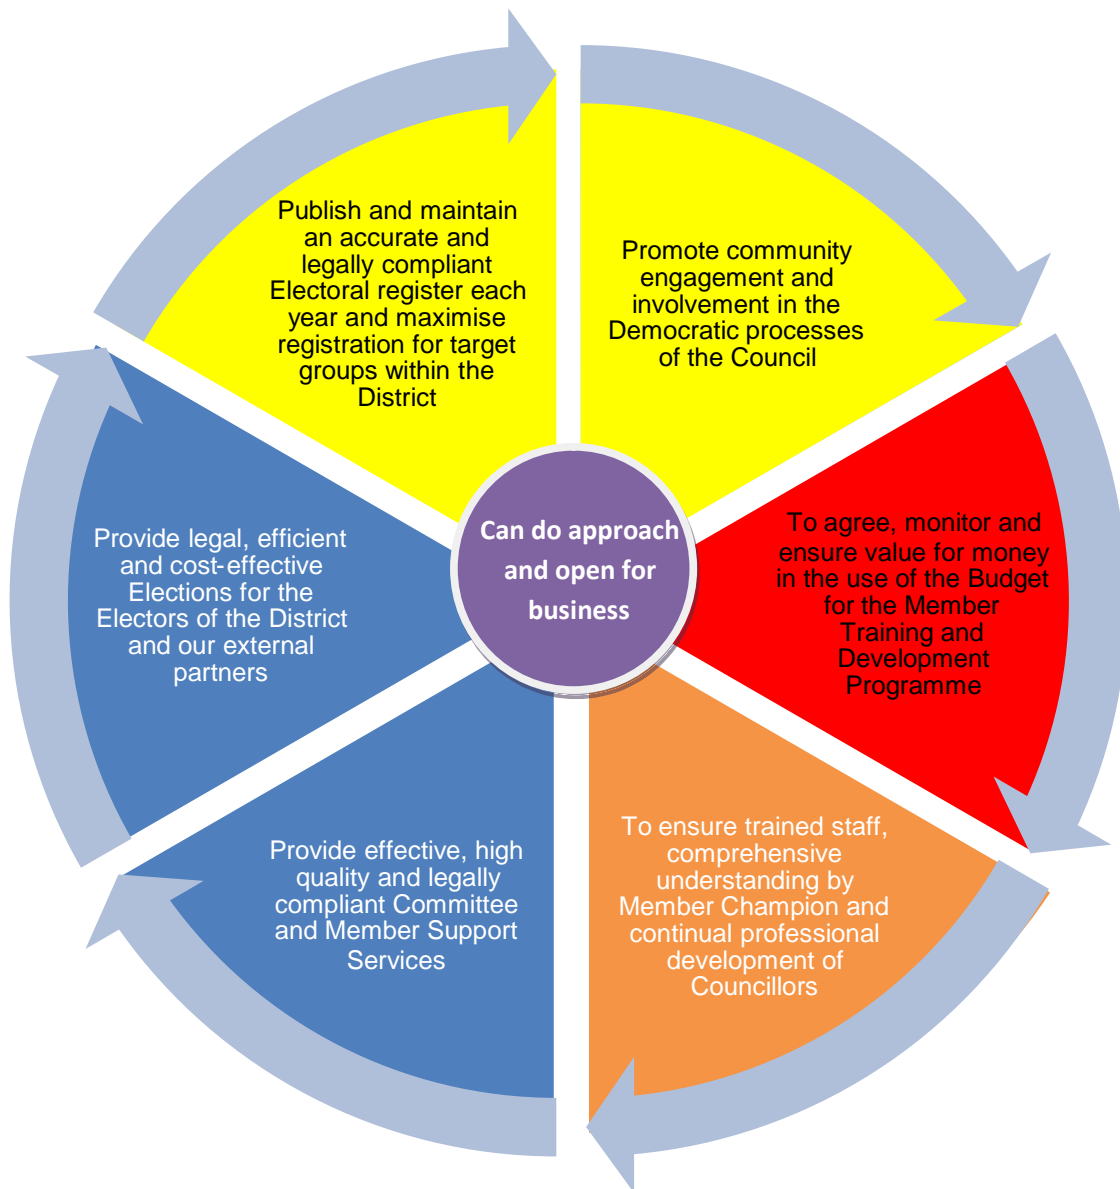 Publish and maintain
an accurate and
legally compliant
Electoral register each
year and maximise
registration for target
groups within the
District
Promote community
engagement and
involvement in the
Democratic processes
of the Council
To agree, monitor and
ensure value for money
in the use of the Budget
for the Member
Training and
Development
Programme
To ensure trained staff,
comprehensive
understanding by
Member Champion and
continual professional
development of
Councillors
Provide effective, high
quality and legally
compliant Committee
and Member Support
Services
Provide legal, efficient
and cost-effective
Elections for the
Electors of the District
and our external
partners
Can do approach
and open for
business